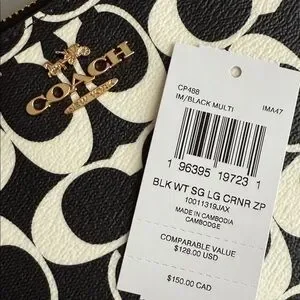 COACH
CP488
IM/BLACK MULTI IMA47
1 96395 19723 1
BLK WT SG LG CRNR ZP
10011319JAX
MADE IN CAMBODIA
CAMBODGE
COMPARABLE VALUE
$128.00 USD
$150.00 CAD